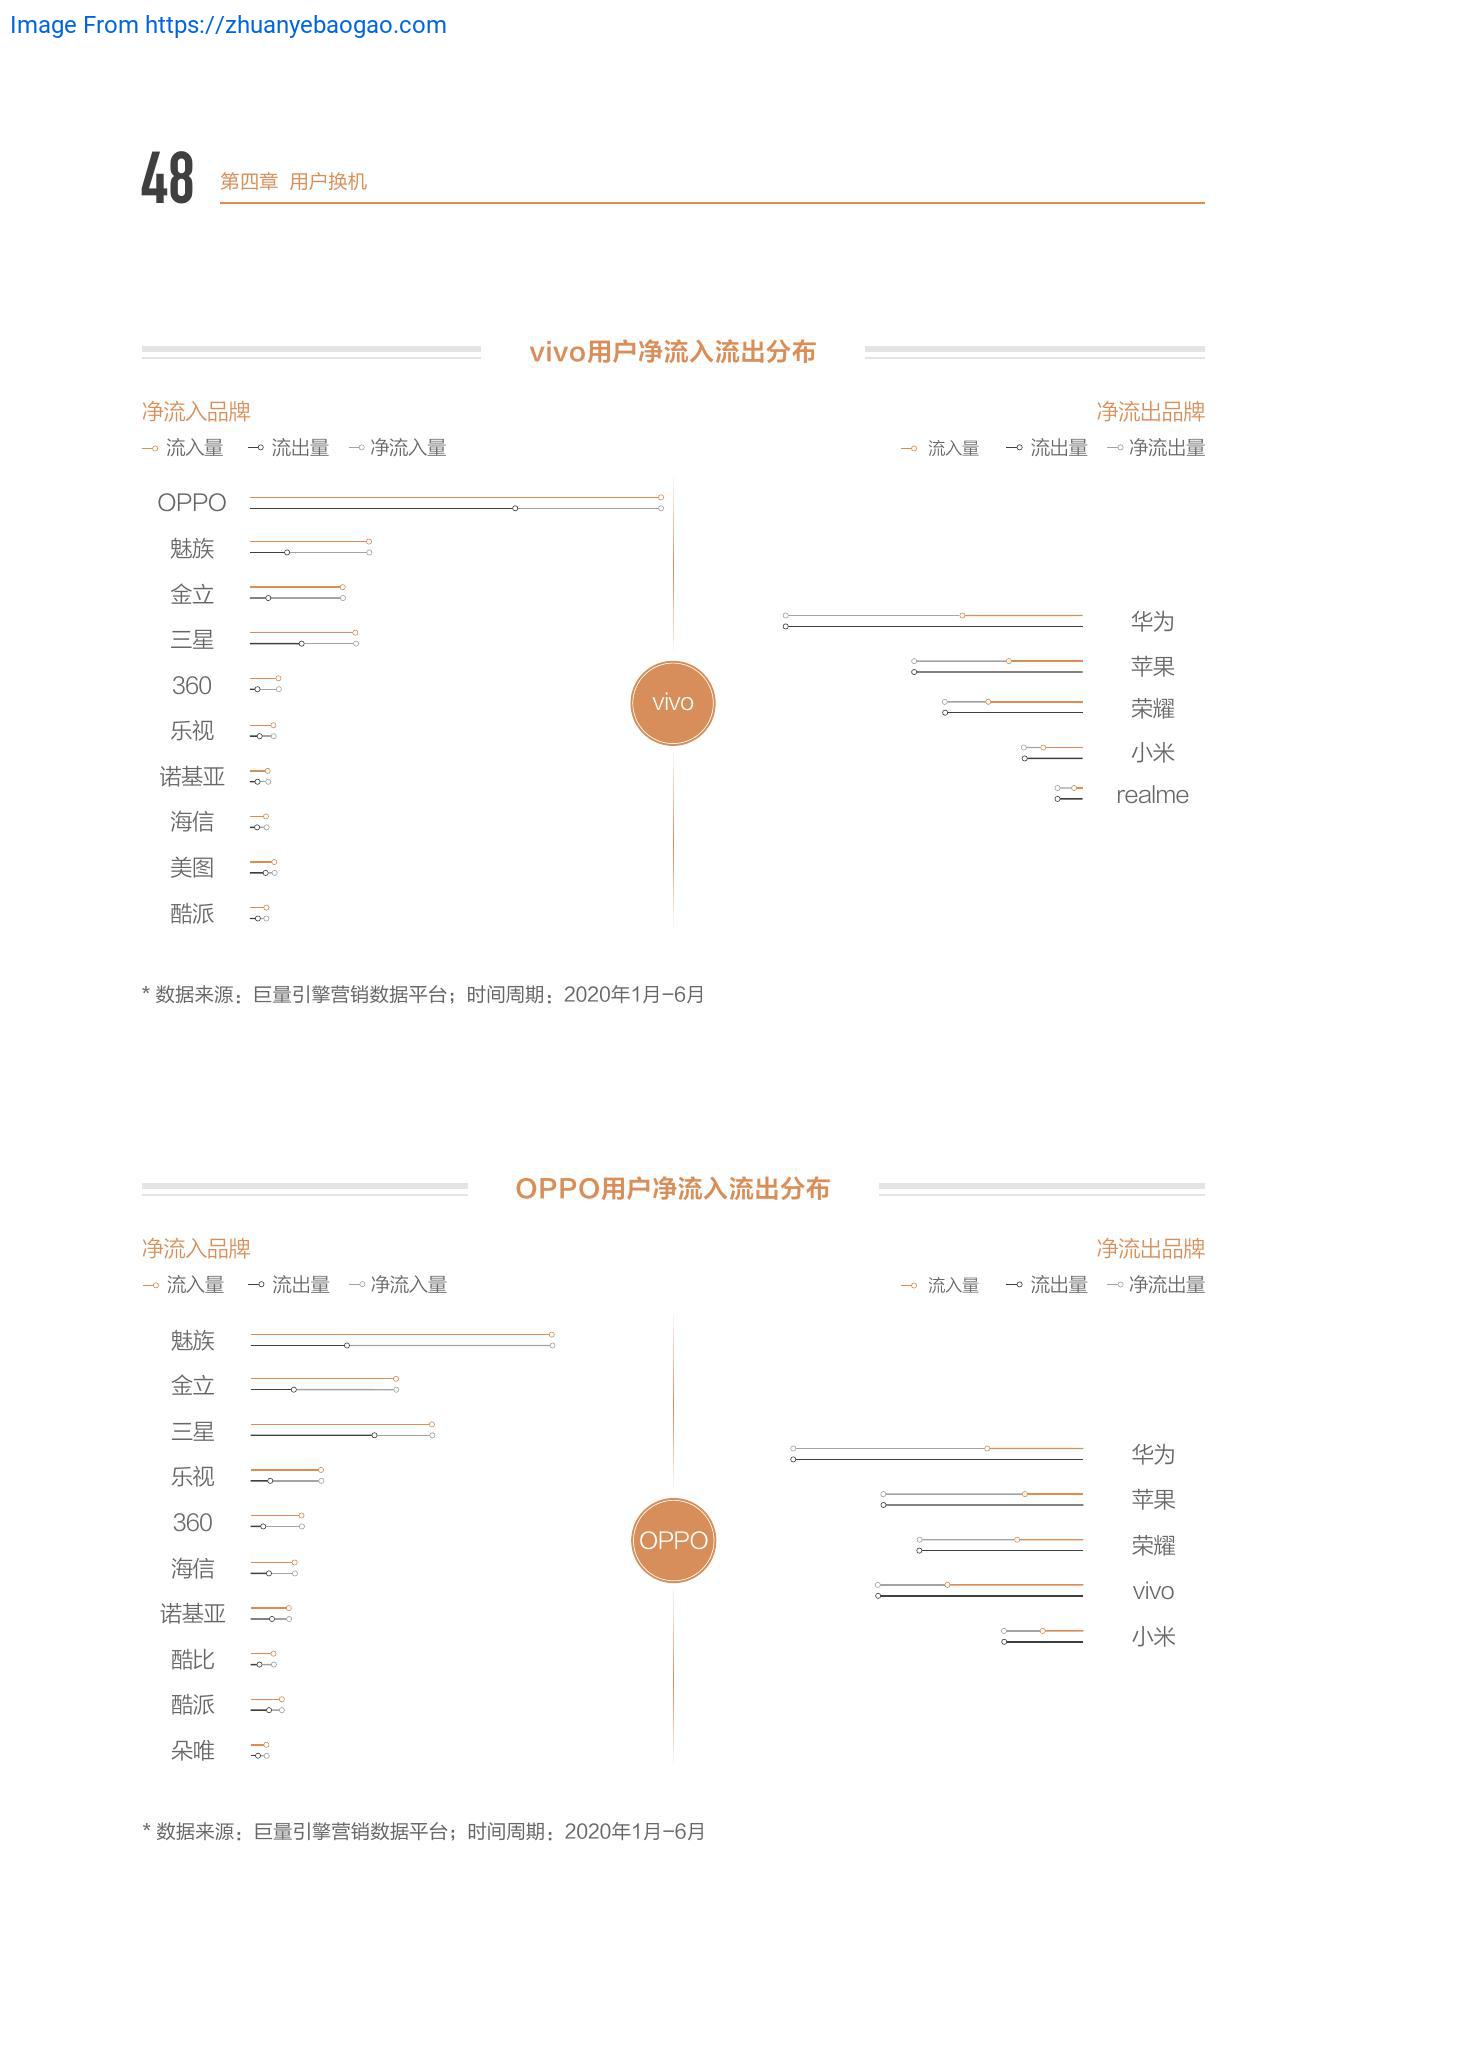 Image From https://zhuanyebaogao.com
48 第四章 用户换机
vivo用户净流入流出分布
净流入品牌 净流出品牌
流入量 流出量 净流入量 流入量 流出量 净流出量
OPPO
魅族
金立
三星
360
乐视
诺基亚
海信
美图
酷派
vivo
华为
苹果
荣耀
小米
realme
* 数据来源：巨量引擎营销数据平台；时间周期：2020年1月-6月
OPPO用户净流入流出分布
净流入品牌 净流出品牌
流入量 流出量 净流入量 流入量 流出量 净流出量
魅族
金立
三星
乐视
360
海信
诺基亚
酷比
酷派
朵唯
OPPO
华为
苹果
荣耀
vivo
小米
* 数据来源：巨量引擎营销数据平台；时间周期：2020年1月-6月